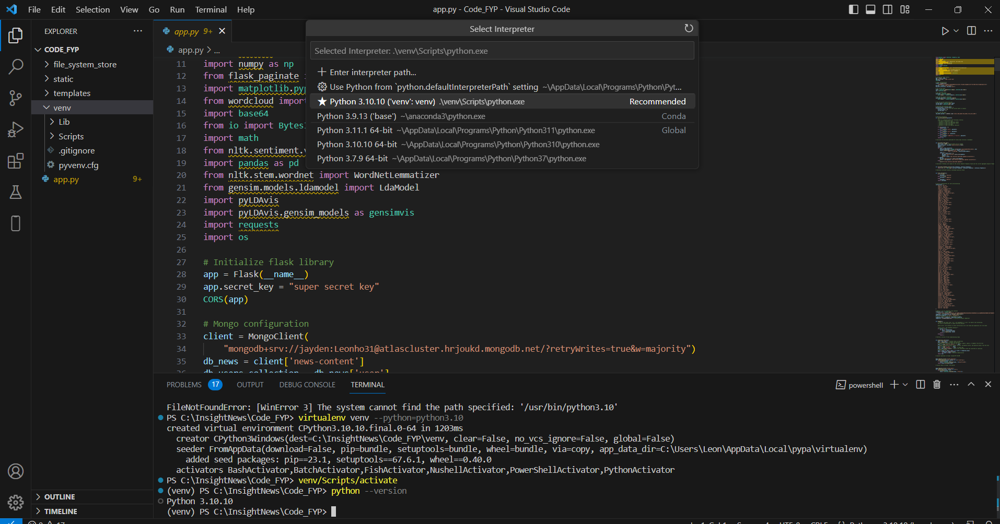 File Edit Selection View Go Run Terminal Help
app.py - Code_FYP - Visual Studio Code
EXPLORER
CODE_FYP
file_system_store
static
templates
venv
Lib
Scripts
.gitignore
pyvenv.cfg
app.py 9+
OUTLINE
TIMELINE
app.py 9+
app.py > ...
Select Interpreter
Selected Interpreter: .\venv\Scripts\python.exe
Enter interpreter path...
Use Python from `python.defaultInterpreterPath` setting ~\AppData\Local\Programs\Python\Pyt...
Python 3.10.10 ('venv': venv) .\venv\Scripts\python.exe Recommended
Python 3.9.13 ('base') ~\anaconda3\python.exe Conda
Python 3.11.1 64-bit ~\AppData\Local\Programs\Python\Python311\python.exe Global
Python 3.10.10 64-bit ~\AppData\Local\Programs\Python\Python310\python.exe
Python 3.7.9 64-bit ~\AppData\Local\Programs\Python\Python37\python.exe
11 import numpy as np
12 from flask_paginate
13 import matplotlib.pyp
14 from wordcloud import
15 import base64
16 from io import BytesI
17 import math
18 from nltk.sentiment.v
19 import pandas as pd
20 from nltk.stem.wordnet import WordNetLemmatizer
21 from gensim.models.ldamodel import LdaModel
22 import pyLDAvis
23 import pyLDAvis.gensim_models as gensimvis
24 import requests
25 import os
26
27 # Initialize flask library
28 app = Flask(__name__)
29 app.secret_key = "super secret key"
30 CORS(app)
31
32 # Mongo configuration
33 client = MongoClient(
34 "mongodb+srv://jayden:Leonho31@atlascluster.hrjoukd.mongodb.net/?retryWrites=true&w=majority")
35 db_news = client['news-content']
36 db_users_collection = db_news['user']
PROBLEMS 17 OUTPUT DEBUG CONSOLE TERMINAL
powershell
FileNotFoundError: [WinError 3] The system cannot find the path specified: '/usr/bin/python3.10'
PS C:\InsightNews\Code_FYP> virtualenv venv --python=python3.10
created virtual environment CPython3.10.10.final.0-64 in 1203ms
creator CPython3Windows(dest=C:\InsightNews\Code_FYP\venv, clear=False, no_vcs_ignore=False, global=False)
seeder FromAppData(download=False, pip=bundle, setuptools=bundle, wheel=bundle, via=copy, app_data_dir=C:\Users\Leon\AppData\Local\pypa\virtualenv)
added seed packages: pip==23.1, setuptools==67.6.1, wheel==0.40.0
activators BashActivator,BatchActivator,FishActivator,NushellActivator,PowerShellActivator,PythonActivator
PS C:\InsightNews\Code_FYP> venv/Scripts/activate
(venv) PS C:\InsightNews\Code_FYP> python --version
Python 3.10.10
(venv) PS C:\InsightNews\Code_FYP>